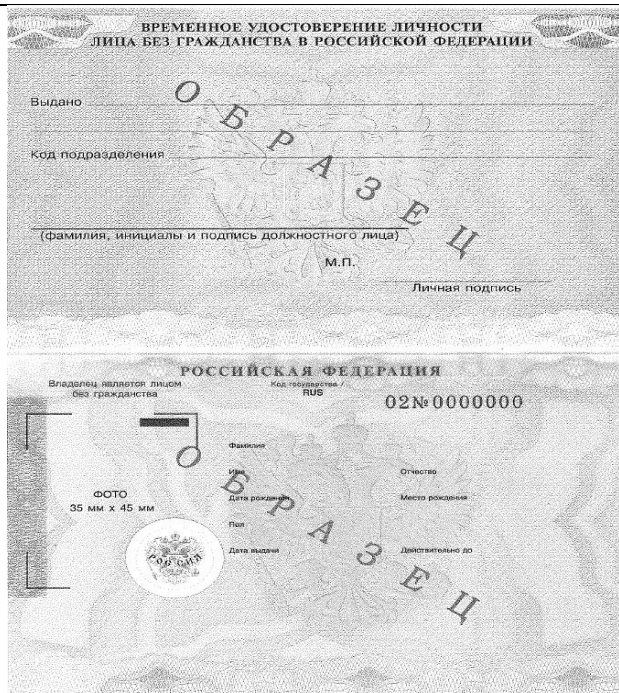 ВРЕМЕННОЕ УДОСТОВЕРЕНИЕ ЛИЧНОСТИ
ЛИЦА БЕЗ ГРАЖДАНСТВА В РОССИЙСКОЙ ФЕДЕРАЦИИ
Выдано
ОБРАЗЕЦ
Код подразделения
(фамилия, инициалы и подпись должностного лица)
М.П.
Личная подпись
РОССИЙСКАЯ ФЕДЕРАЦИЯ
Владелец является лицом
без гражданства
Код государства /
RUS
02№0000000
Фамилия
ОБРАЗЕЦ
Имя
Отчество
ФОТО
35 мм х 45 мм
Дата рождения
Место рождения
Пол
Дата выдачи
Действительно до
РОССИЯ